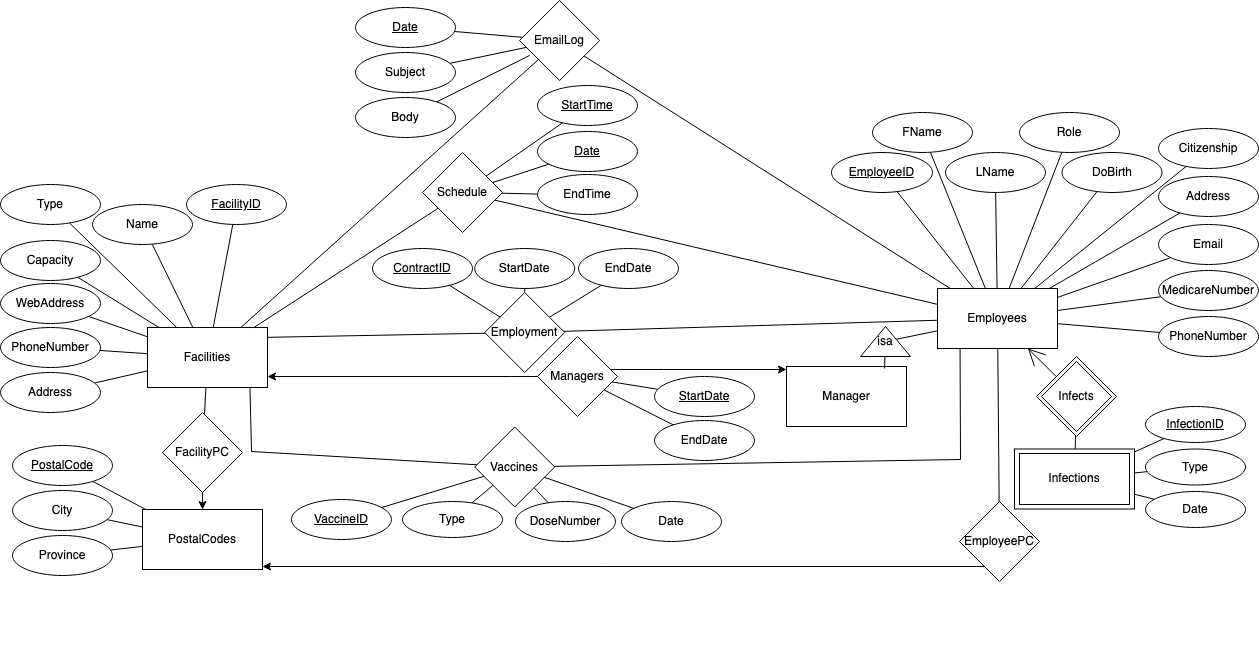 Date
EmailLog
Subject
Body
StartTime
Date
EndTime
Schedule
FName
Role
EmployeeID
LName
DoBirth
Citizenship
Address
Email
MedicareNumber
PhoneNumber
Type
Name
FacilityID
Capacity
WebAddress
PhoneNumber
Address
ContractID
StartDate
EndDate
Employment
Employees
isa
Facilities
Managers
StartDate
EndDate
Manager
Infects
InfectionID
Type
Date
Infections
FacilityPC
PostalCode
City
Province
PostalCodes
Vaccines
VaccineID
Type
DoseNumber
Date
EmployeePC